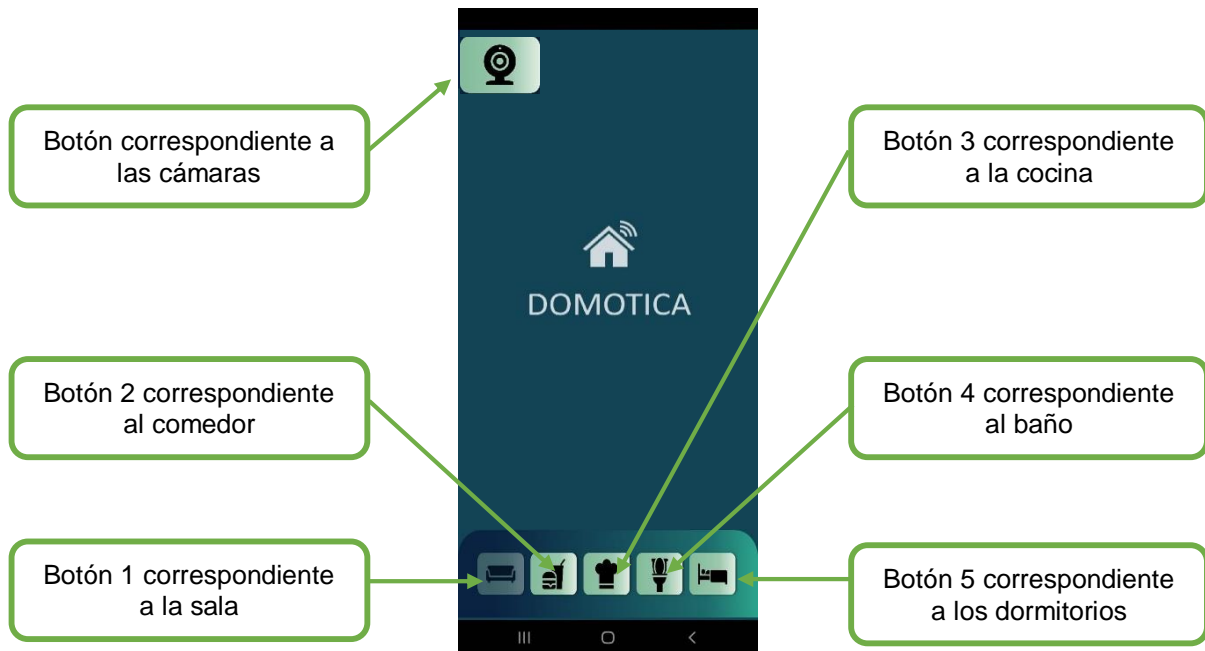 Botón correspondiente a
las cámaras
Botón 3 correspondiente
a la cocina
DOMOTICA
Botón 2 correspondiente
al comedor
Botón 4 correspondiente
al baño
Botón 1 correspondiente
a la sala
Botón 5 correspondiente
a los dormitorios